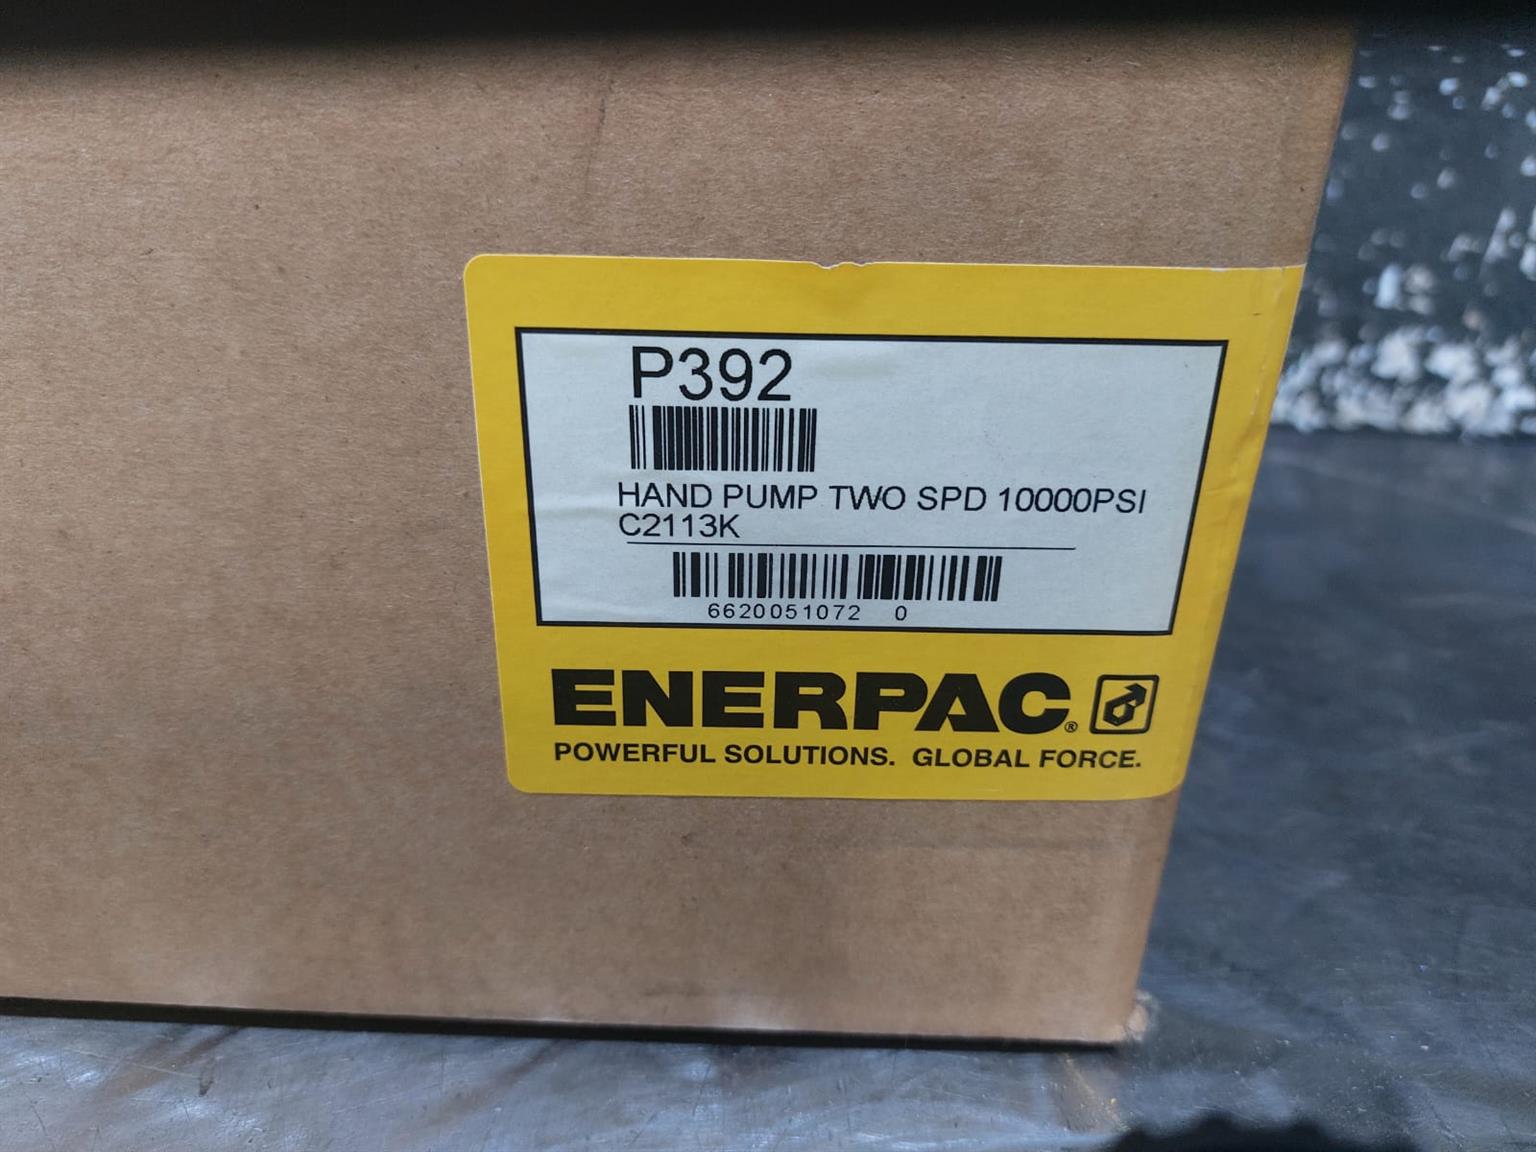 P392
HAND PUMP TWO SPD 10000PSI
C2113K
6620051072 0
ENERPAC®
POWERFUL SOLUTIONS. GLOBAL FORCE.